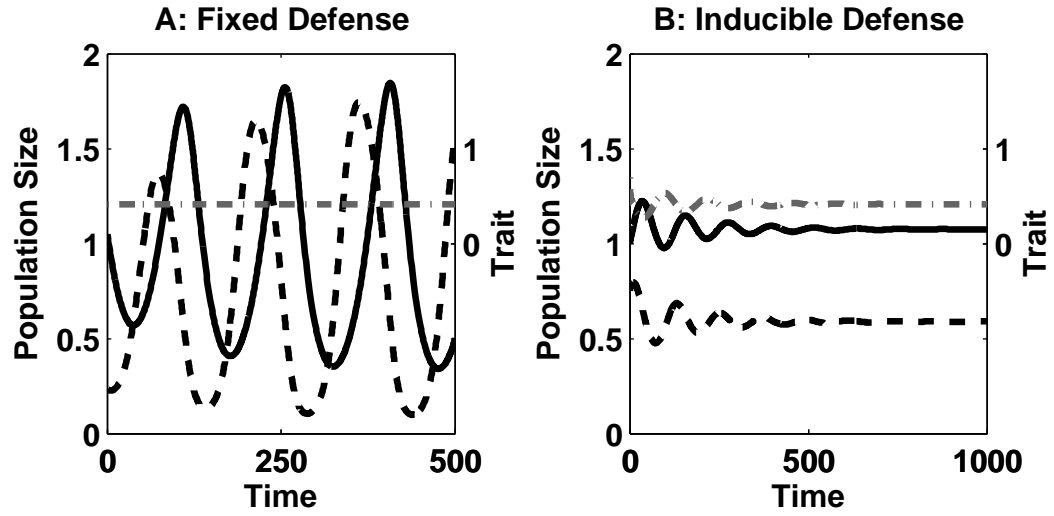 A: Fixed Defense
Population Size
2
1.5
1
0.5
0
0
250
500
Time
1
0
Trait
B: Inducible Defense
Population Size
2
1.5
1
0.5
0
0
500
1000
Time
1
0
Trait